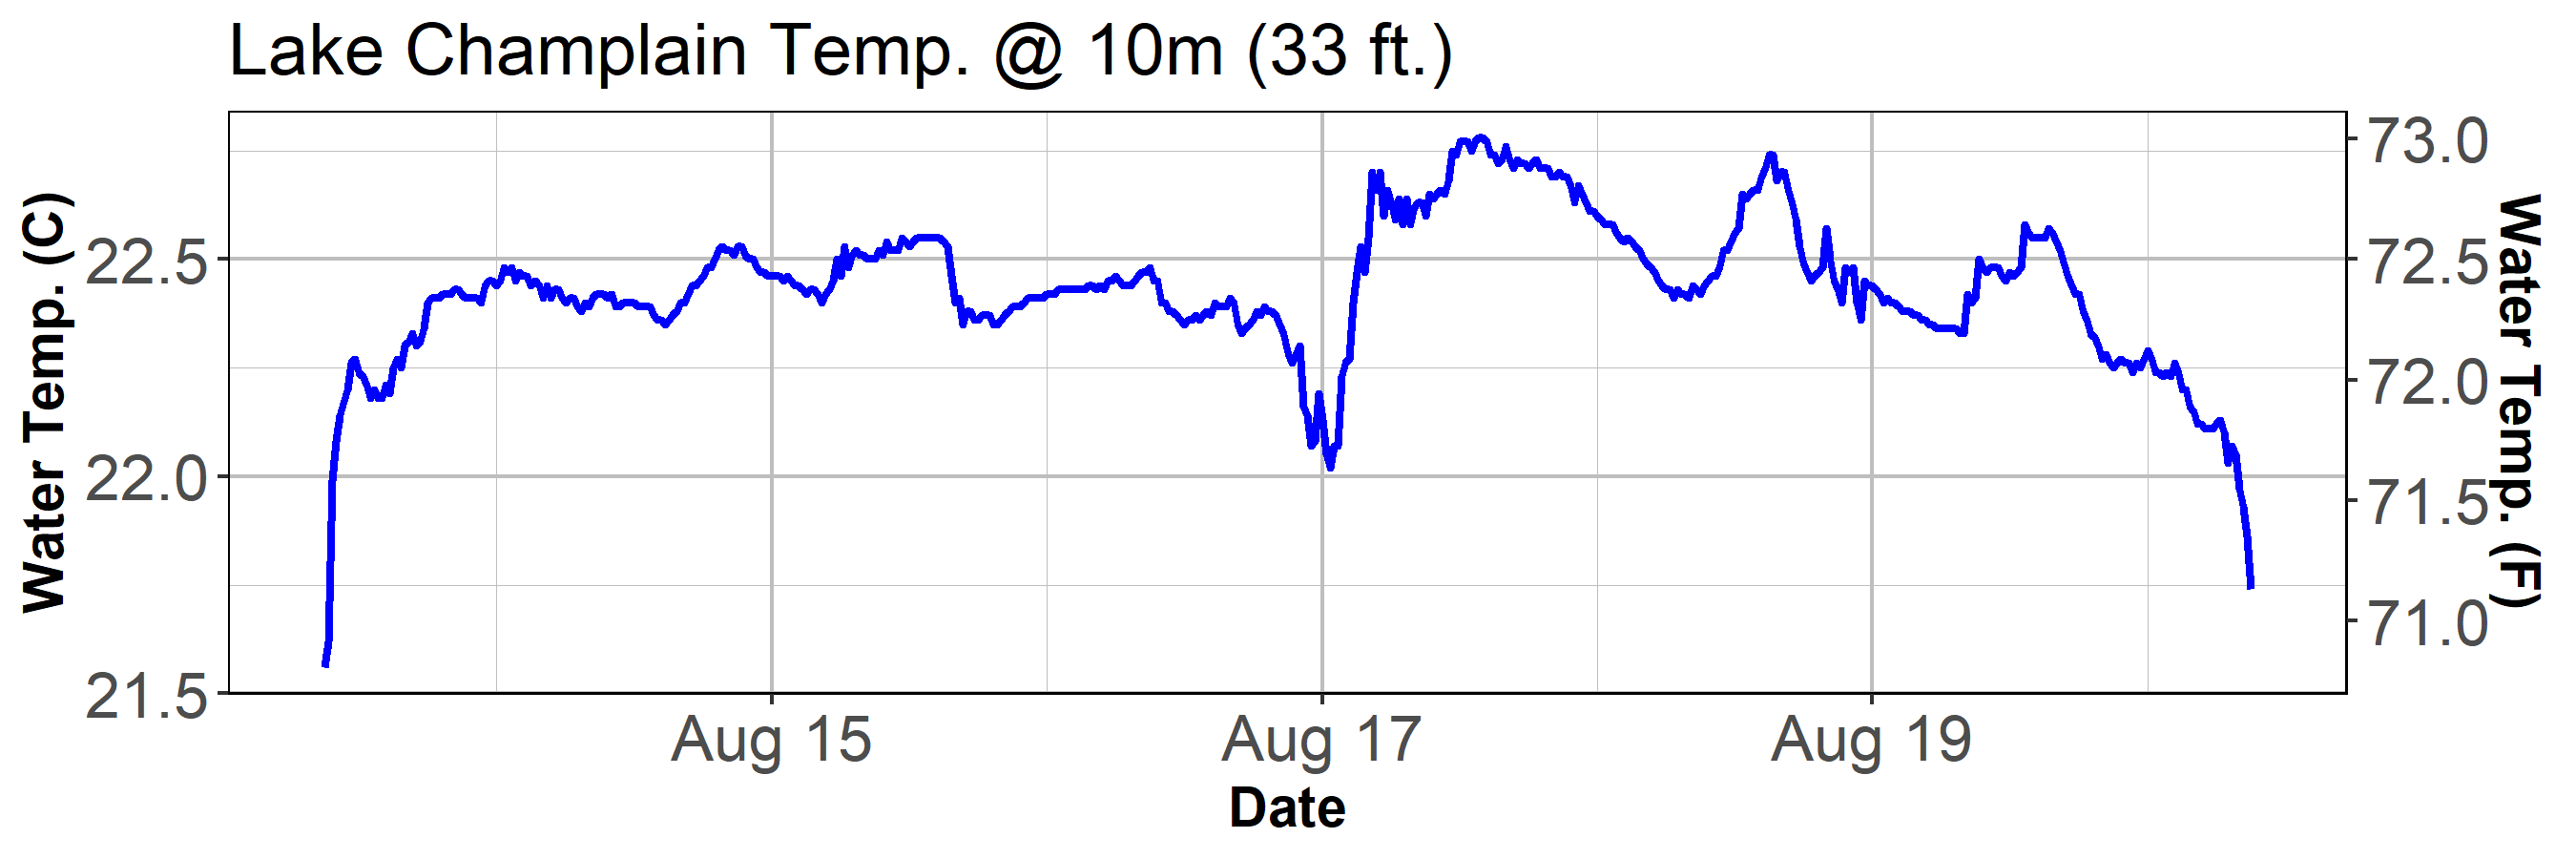 Lake Champlain Temp. @ 10m (33 ft.)
Water Temp. (C)
22.5
22.0
21.5
73.0
72.5
72.0
71.5
71.0
Water Temp. (F)
Aug 15
Aug 17
Aug 19
Date